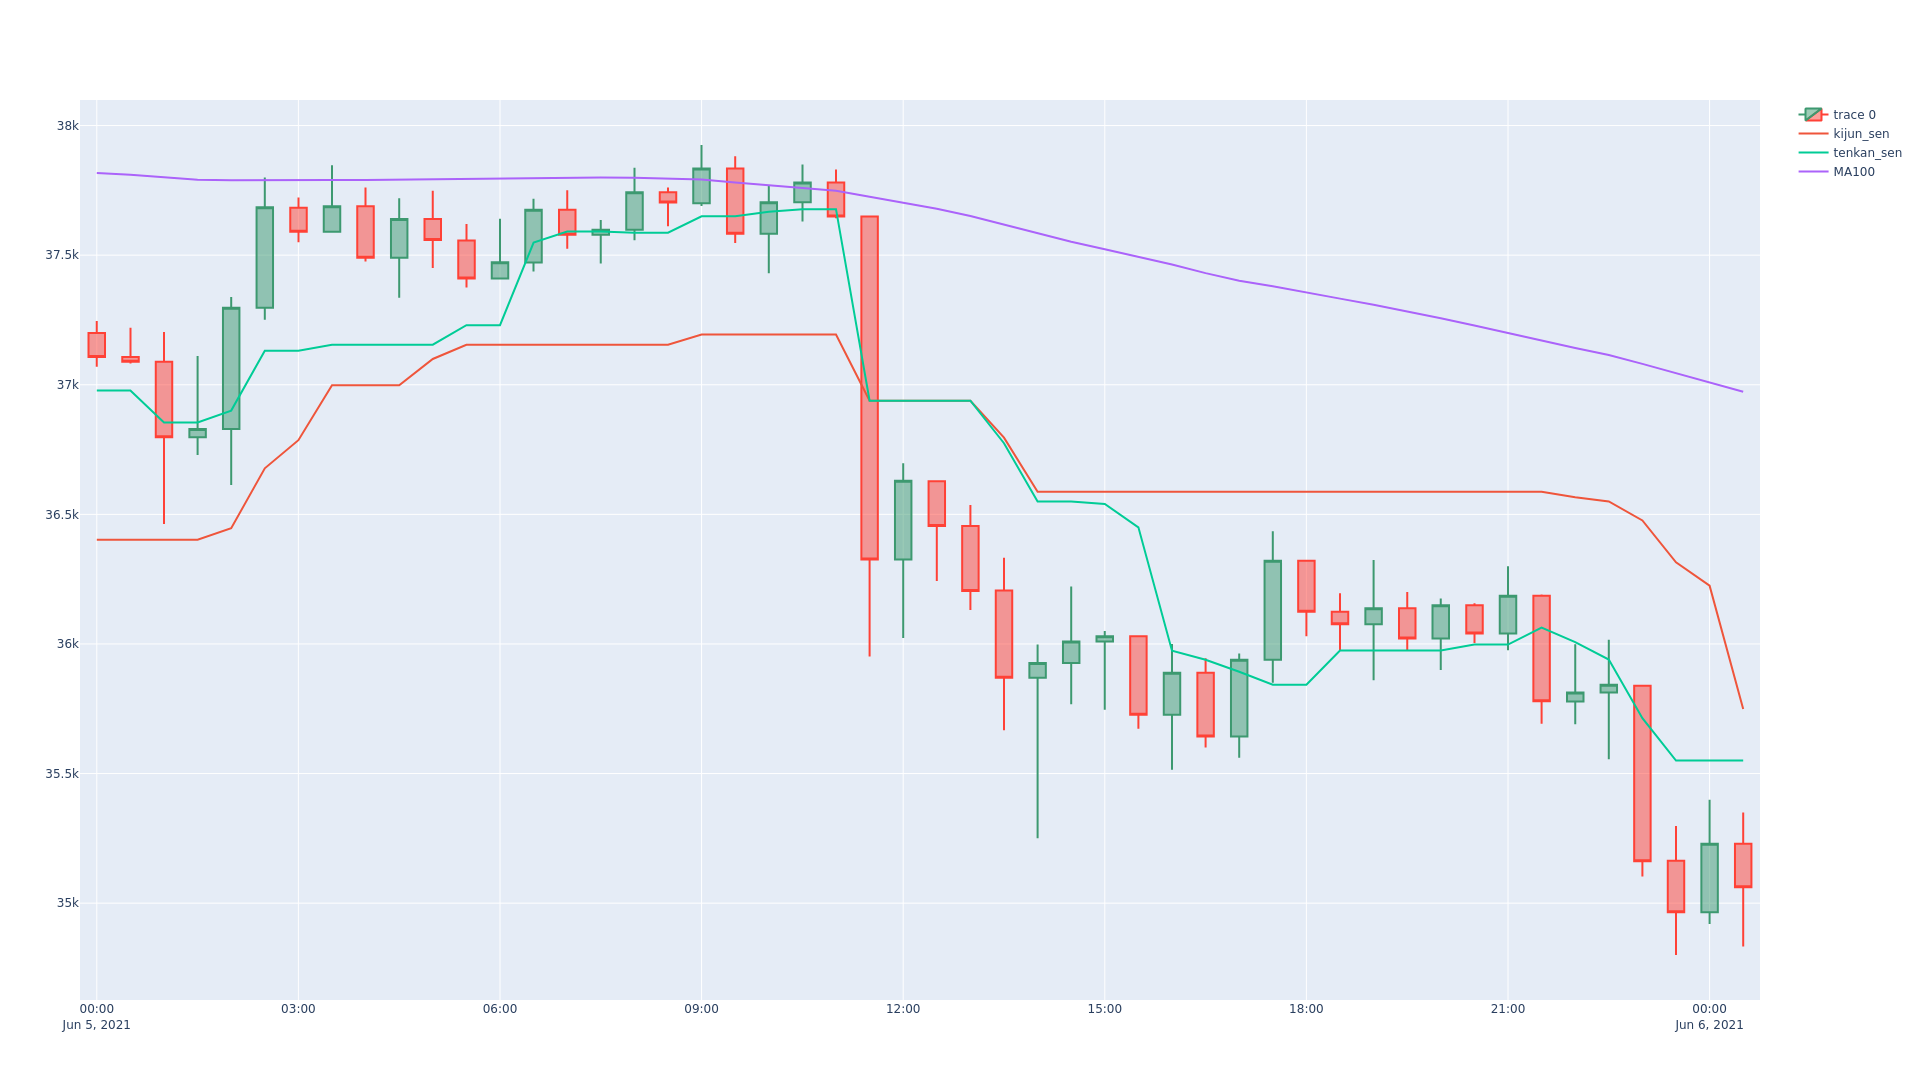 trace 0
kijun_sen
tenkan_sen
MA100
38k
37.5k
37k
36.5k
36k
35.5k
35k
00:00 03:00 06:00 09:00 12:00 15:00 18:00 21:00 00:00
Jun 5, 2021 Jun 6, 2021